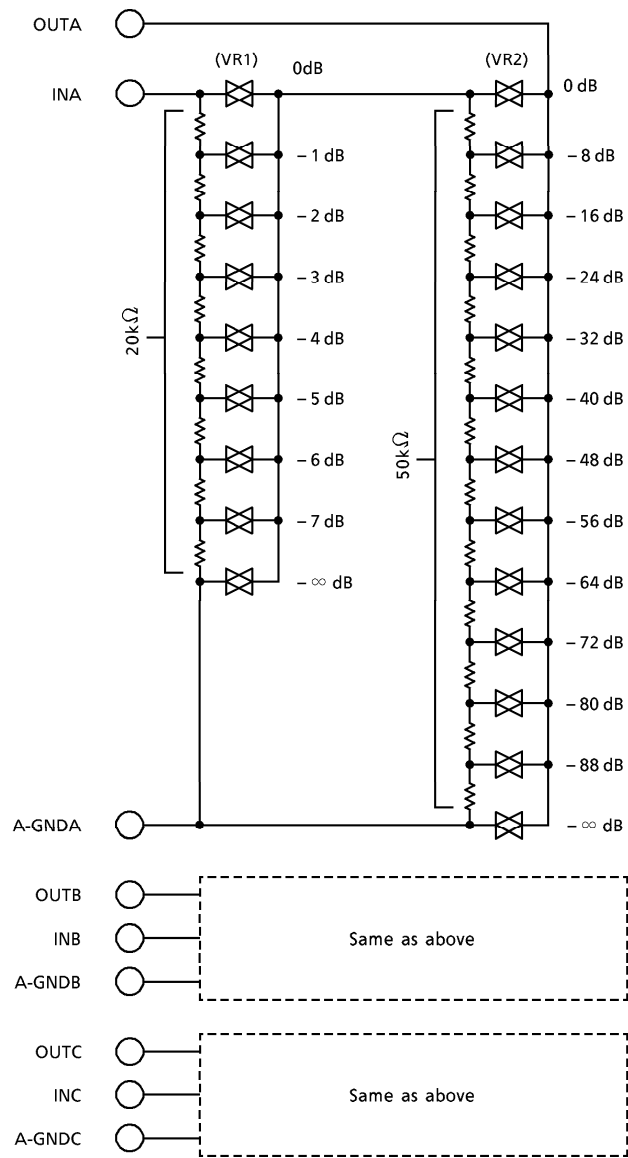 OUTA
(VR1)
(VR2)
0dB
0 dB
INA
– 1 dB
– 8 dB
– 2 dB
– 16 dB
– 3 dB
– 24 dB
20kΩ
– 4 dB
– 32 dB
– 5 dB
– 40 dB
50kΩ
– 6 dB
– 48 dB
– 7 dB
– 56 dB
– ∞ dB
– 64 dB
– 72 dB
– 80 dB
– 88 dB
A-GNDA
– ∞ dB
OUTB
INB
Same as above
A-GNDB
OUTC
INC
Same as above
A-GNDC